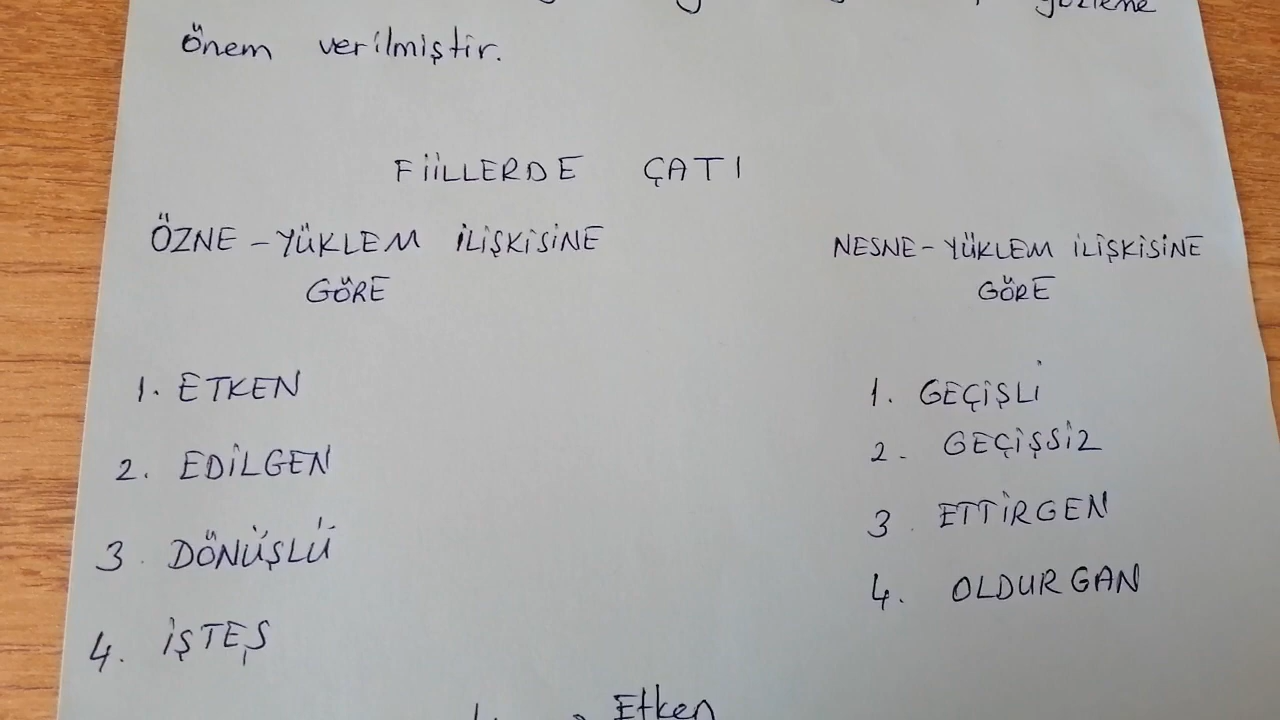 gözleme
önem verilmiştir.
FİİLLERDE ÇATI
ÖZNE-YÜKLEM İLİŞKİSİNE
GÖRE
1. ETKEN
2. EDİLGEN
3. DÖNÜŞLÜ
4. İŞTEŞ
NESNE-YÜKLEM İLİŞKİSİNE
GÖRE
1. GEÇİŞLİ
2. GEÇİŞSİZ
3. ETTİRGEN
4. OLDURGAN
Etken